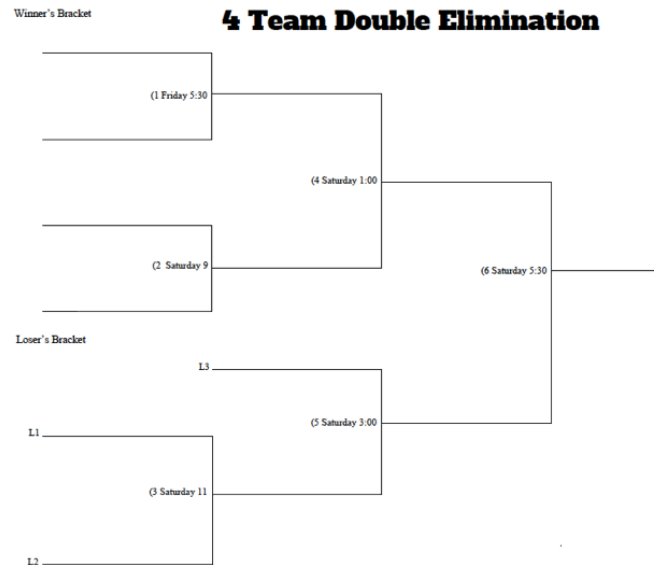 Winner's Bracket
4 Team Double Elimination
(1 Friday 5:30
(4 Saturday 1:00
(2 Saturday 9
(6 Saturday 5:30
Loser's Bracket
L3
(5 Saturday 3:00
L1
(3 Saturday 11
L2